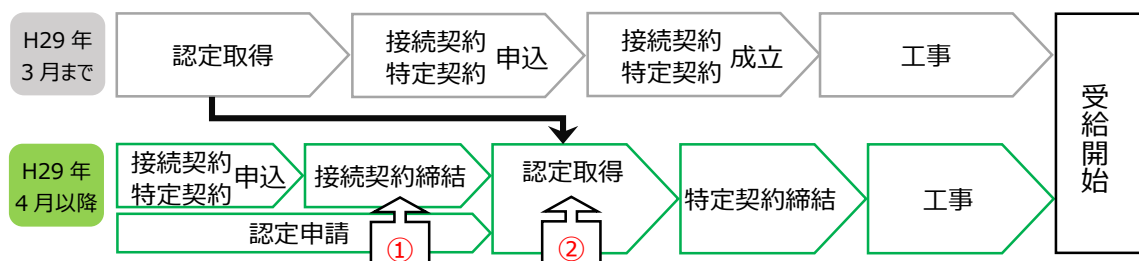 H29 年
3 月まで
認定取得
接続契約
特定契約
申込
接続契約
特定契約
成立
工事
受給開始
H29 年
4 月以降
接続契約
特定契約
申込
接続契約締結
認定取得
特定契約締結
工事
認定申請
①
②